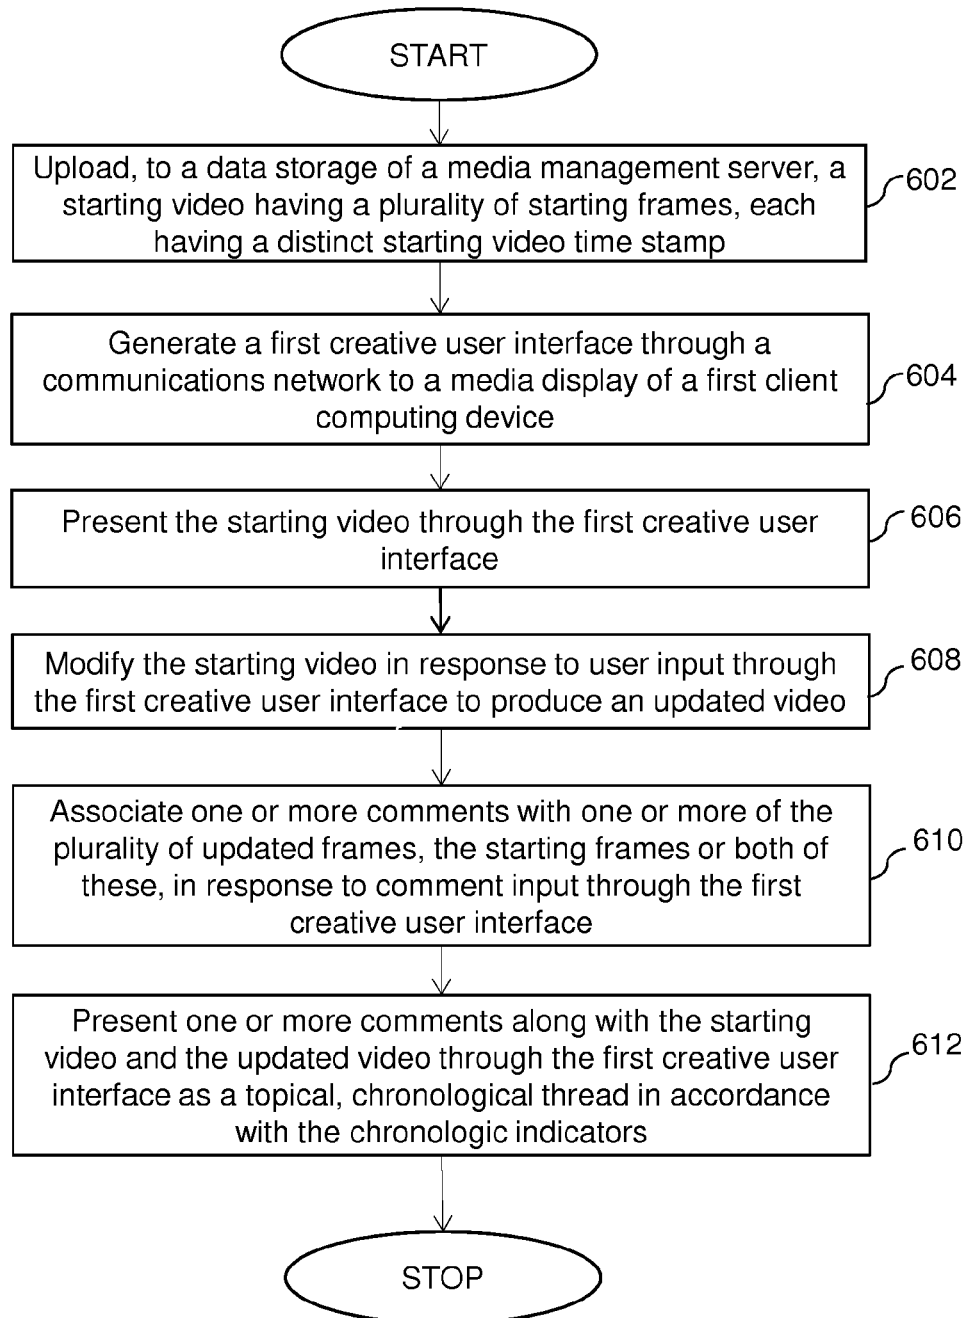 START
Upload, to a data storage of a media management server, a
starting video having a plurality of starting frames, each
having a distinct starting video time stamp
602
Generate a first creative user interface through a
communications network to a media display of a first client
computing device
604
Present the starting video through the first creative user
interface
606
Modify the starting video in response to user input through
the first creative user interface to produce an updated video
608
Associate one or more comments with one or more of the
plurality of updated frames, the starting frames or both of
these, in response to comment input through the first
creative user interface
610
Present one or more comments along with the starting
video and the updated video through the first creative user
interface as a topical, chronological thread in accordance
with the chronologic indicators
612
STOP